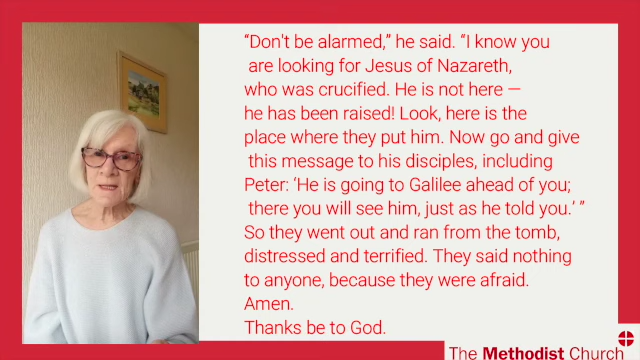 “Don't be alarmed,” he said. “I know you
are looking for Jesus of Nazareth,
who was crucified. He is not here —
he has been raised! Look, here is the
place where they put him. Now go and give
this message to his disciples, including
Peter: ‘He is going to Galilee ahead of you;
there you will see him, just as he told you.’ ”
So they went out and ran from the tomb,
distressed and terrified. They said nothing
to anyone, because they were afraid.
Amen.
Thanks be to God.
The Methodist Church